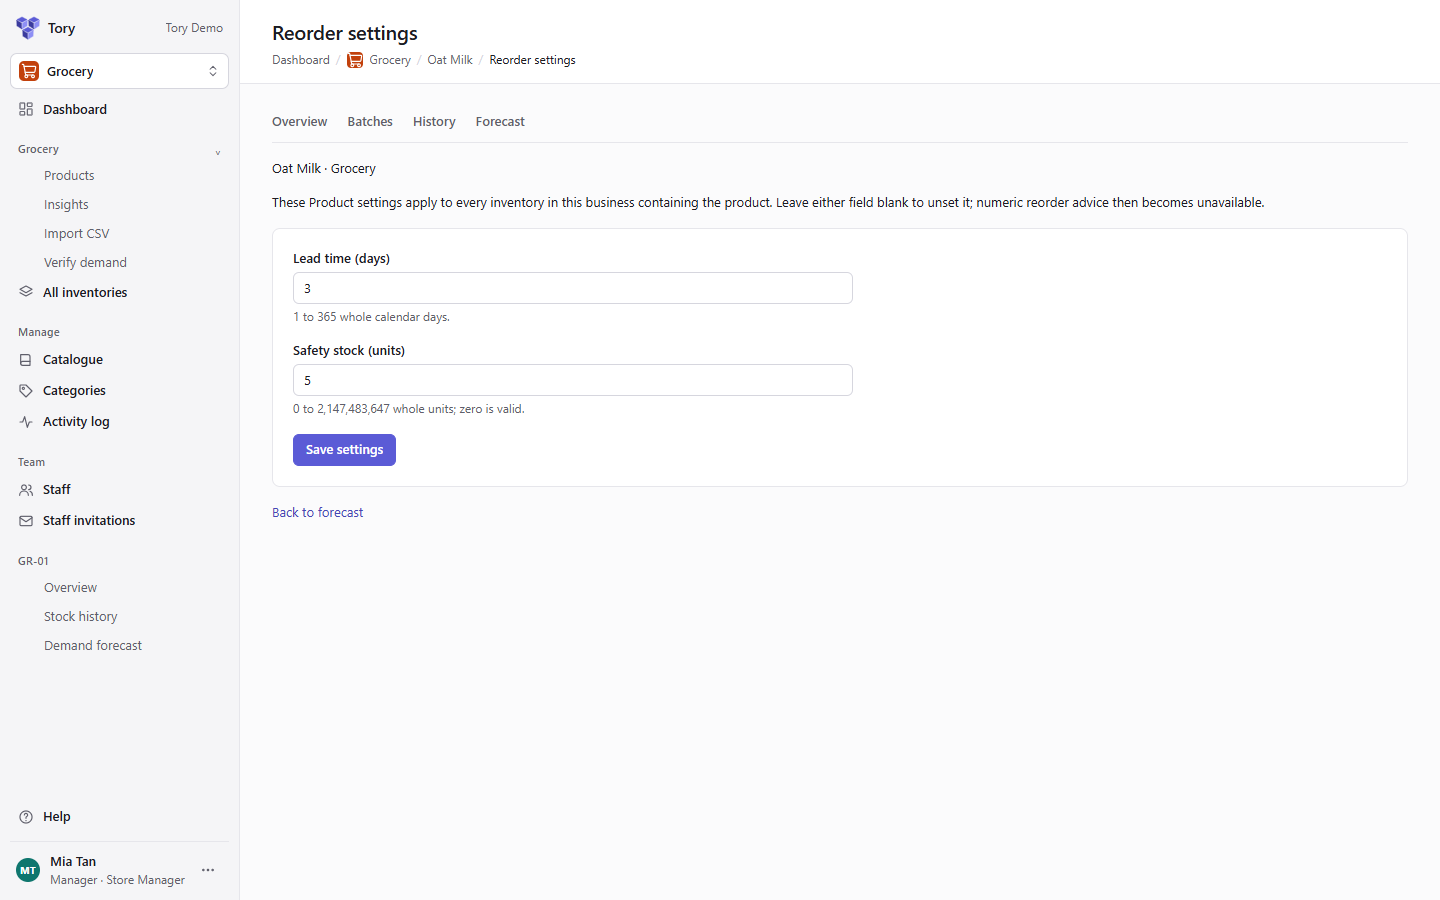 Tory
Tory Demo
Grocery
Dashboard
Grocery
Products
Insights
Import CSV
Verify demand
All inventories
Manage
Catalogue
Categories
Activity log
Team
Staff
Staff invitations
GR-01
Overview
Stock history
Demand forecast
Help
MT
Mia Tan
Manager · Store Manager
Reorder settings
Dashboard / Grocery / Oat Milk / Reorder settings
Overview Batches History Forecast
Oat Milk · Grocery
These Product settings apply to every inventory in this business containing the product. Leave either field blank to unset it; numeric reorder advice then becomes unavailable.
Lead time (days)
3
1 to 365 whole calendar days.
Safety stock (units)
5
0 to 2,147,483,647 whole units; zero is valid.
Save settings
Back to forecast